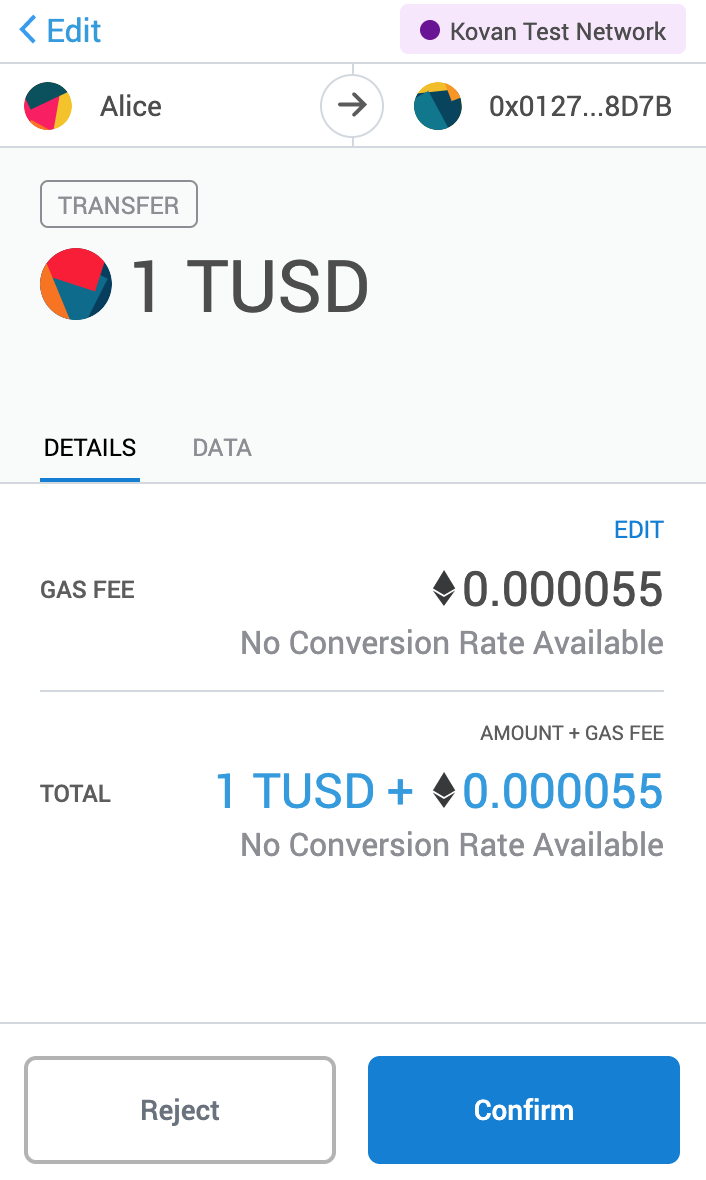 Edit
Kovan Test Network
Alice
0x0127...8D7B
TRANSFER
1 TUSD
DETAILS DATA
EDIT
GAS FEE 0.000055
No Conversion Rate Available
AMOUNT + GAS FEE
TOTAL 1 TUSD + 0.000055
No Conversion Rate Available
Reject Confirm